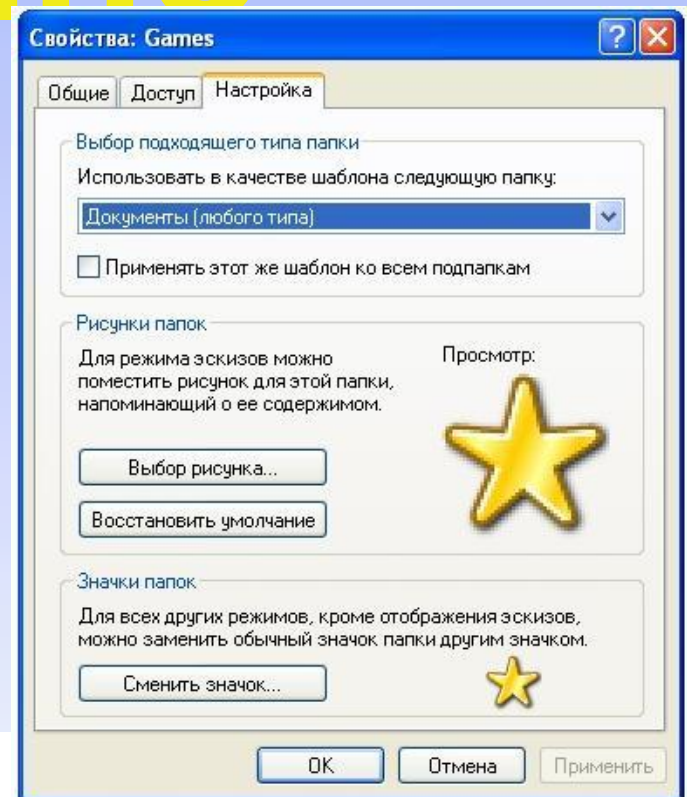 Свойства: Games
Общие Доступ Настройка
Выбор подходящего типа папки
Использовать в качестве шаблона следующую папку:
Документы (любого типа)
Применять этот же шаблон ко всем подпапкам
Рисунки папок
Для режима эскизов можно
поместить рисунок для этой папки,
напоминающий о ее содержимом.
Просмотр:
Выбор рисунка...
Восстановить умолчание
Значки папок
Для всех других режимов, кроме отображения эскизов,
можно заменить обычный значок папки другим значком.
Сменить значок...
OK Отмена Применить